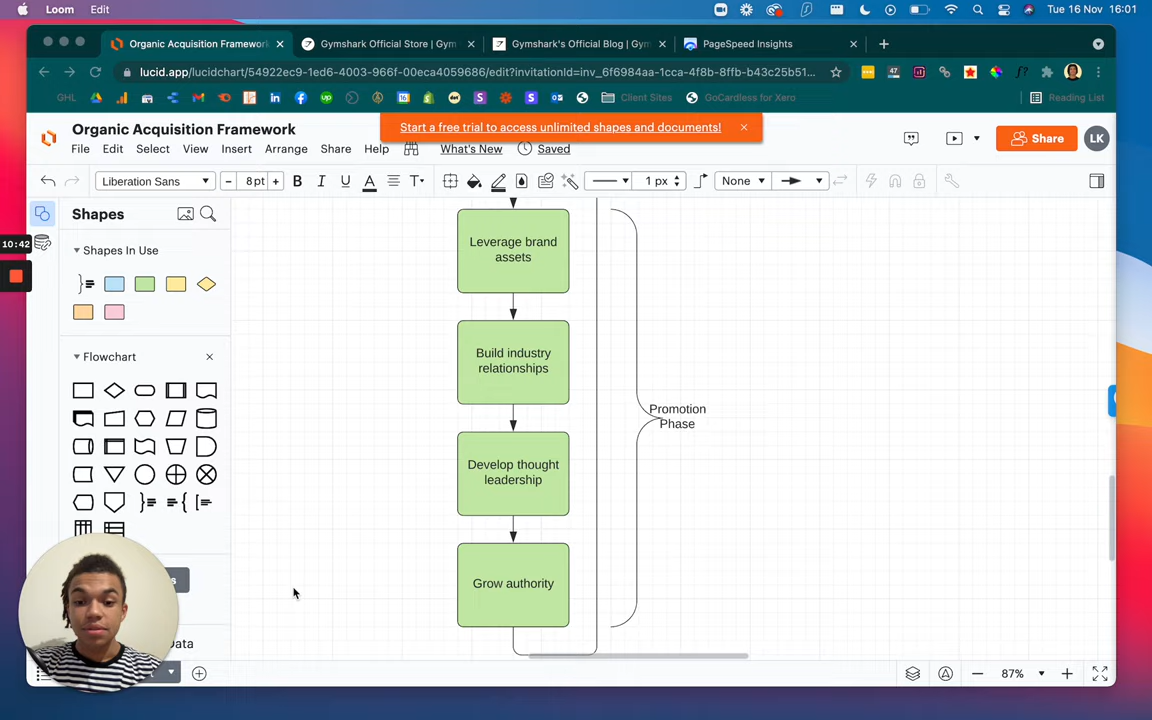 Loom Edit Tue 16 Nov 16:01
Organic Acquisition Framework Gymshark Official Store | Gym Gymshark's Official Blog | Gym PageSpeed Insights
lucid.app/lucidchart/54922ec9-1ed6-4003-966f-00eca4059686/edit?invitationId=inv_6f6984aa-1cca-4f8b-8ffb-b43c25b51...
GHL Client Sites GoCardless for Xero Reading List
Organic Acquisition Framework
Start a free trial to access unlimited shapes and documents!
File Edit Select View Insert Arrange Share Help What's New Saved
Share LK
Liberation Sans 8 pt B I U A T 1 px None
Shapes
10:42
Shapes In Use
Flowchart
Leverage brand
assets
Build industry
relationships
Promotion
Phase
Develop thought
leadership
Grow authority
Data
87%